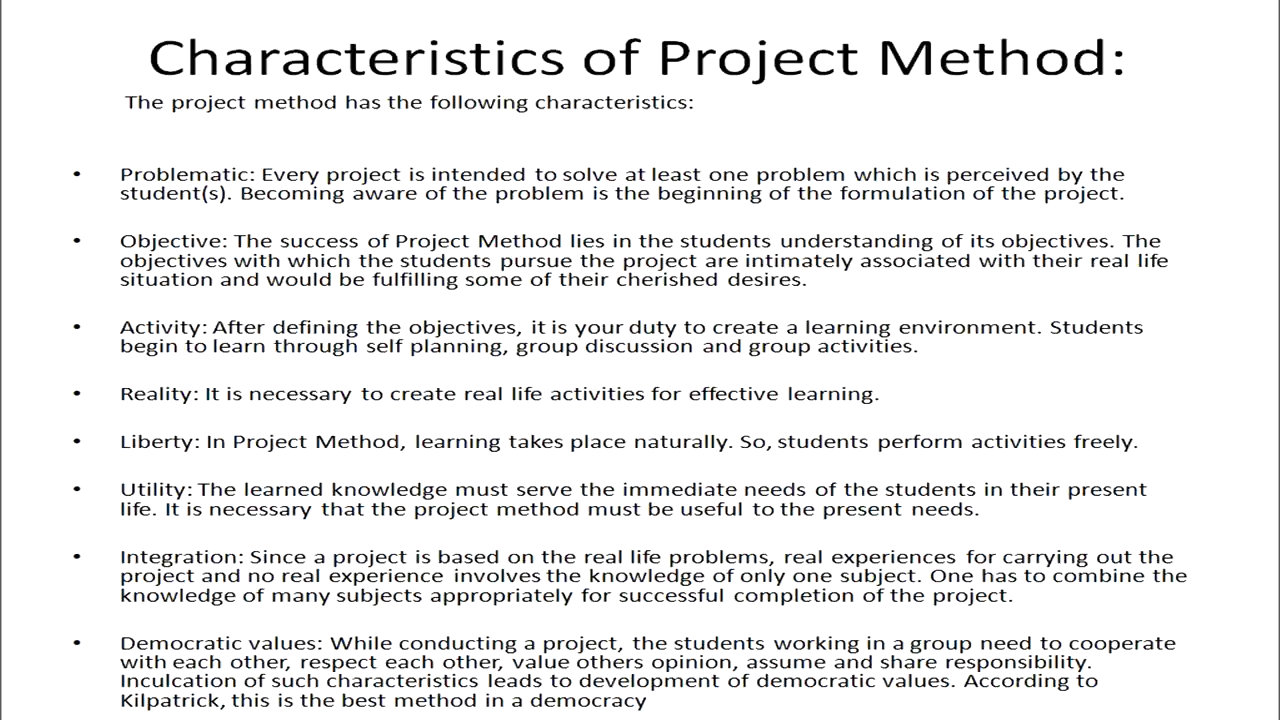 Characteristics of Project Method:
The project method has the following characteristics:
• Problematic: Every project is intended to solve at least one problem which is perceived by the
student(s). Becoming aware of the problem is the beginning of the formulation of the project.
• Objective: The success of Project Method lies in the students understanding of its objectives. The
objectives with which the students pursue the project are intimately associated with their real life
situation and would be fulfilling some of their cherished desires.
• Activity: After defining the objectives, it is your duty to create a learning environment. Students
begin to learn through self planning, group discussion and group activities.
• Reality: It is necessary to create real life activities for effective learning.
• Liberty: In Project Method, learning takes place naturally. So, students perform activities freely.
• Utility: The learned knowledge must serve the immediate needs of the students in their present
life. It is necessary that the project method must be useful to the present needs.
• Integration: Since a project is based on the real life problems, real experiences for carrying out the
project and no real experience involves the knowledge of only one subject. One has to combine the
knowledge of many subjects appropriately for successful completion of the project.
• Democratic values: While conducting a project, the students working in a group need to cooperate
with each other, respect each other, value others opinion, assume and share responsibility.
Inculcation of such characteristics leads to development of democratic values. According to
Kilpatrick, this is the best method in a democracy